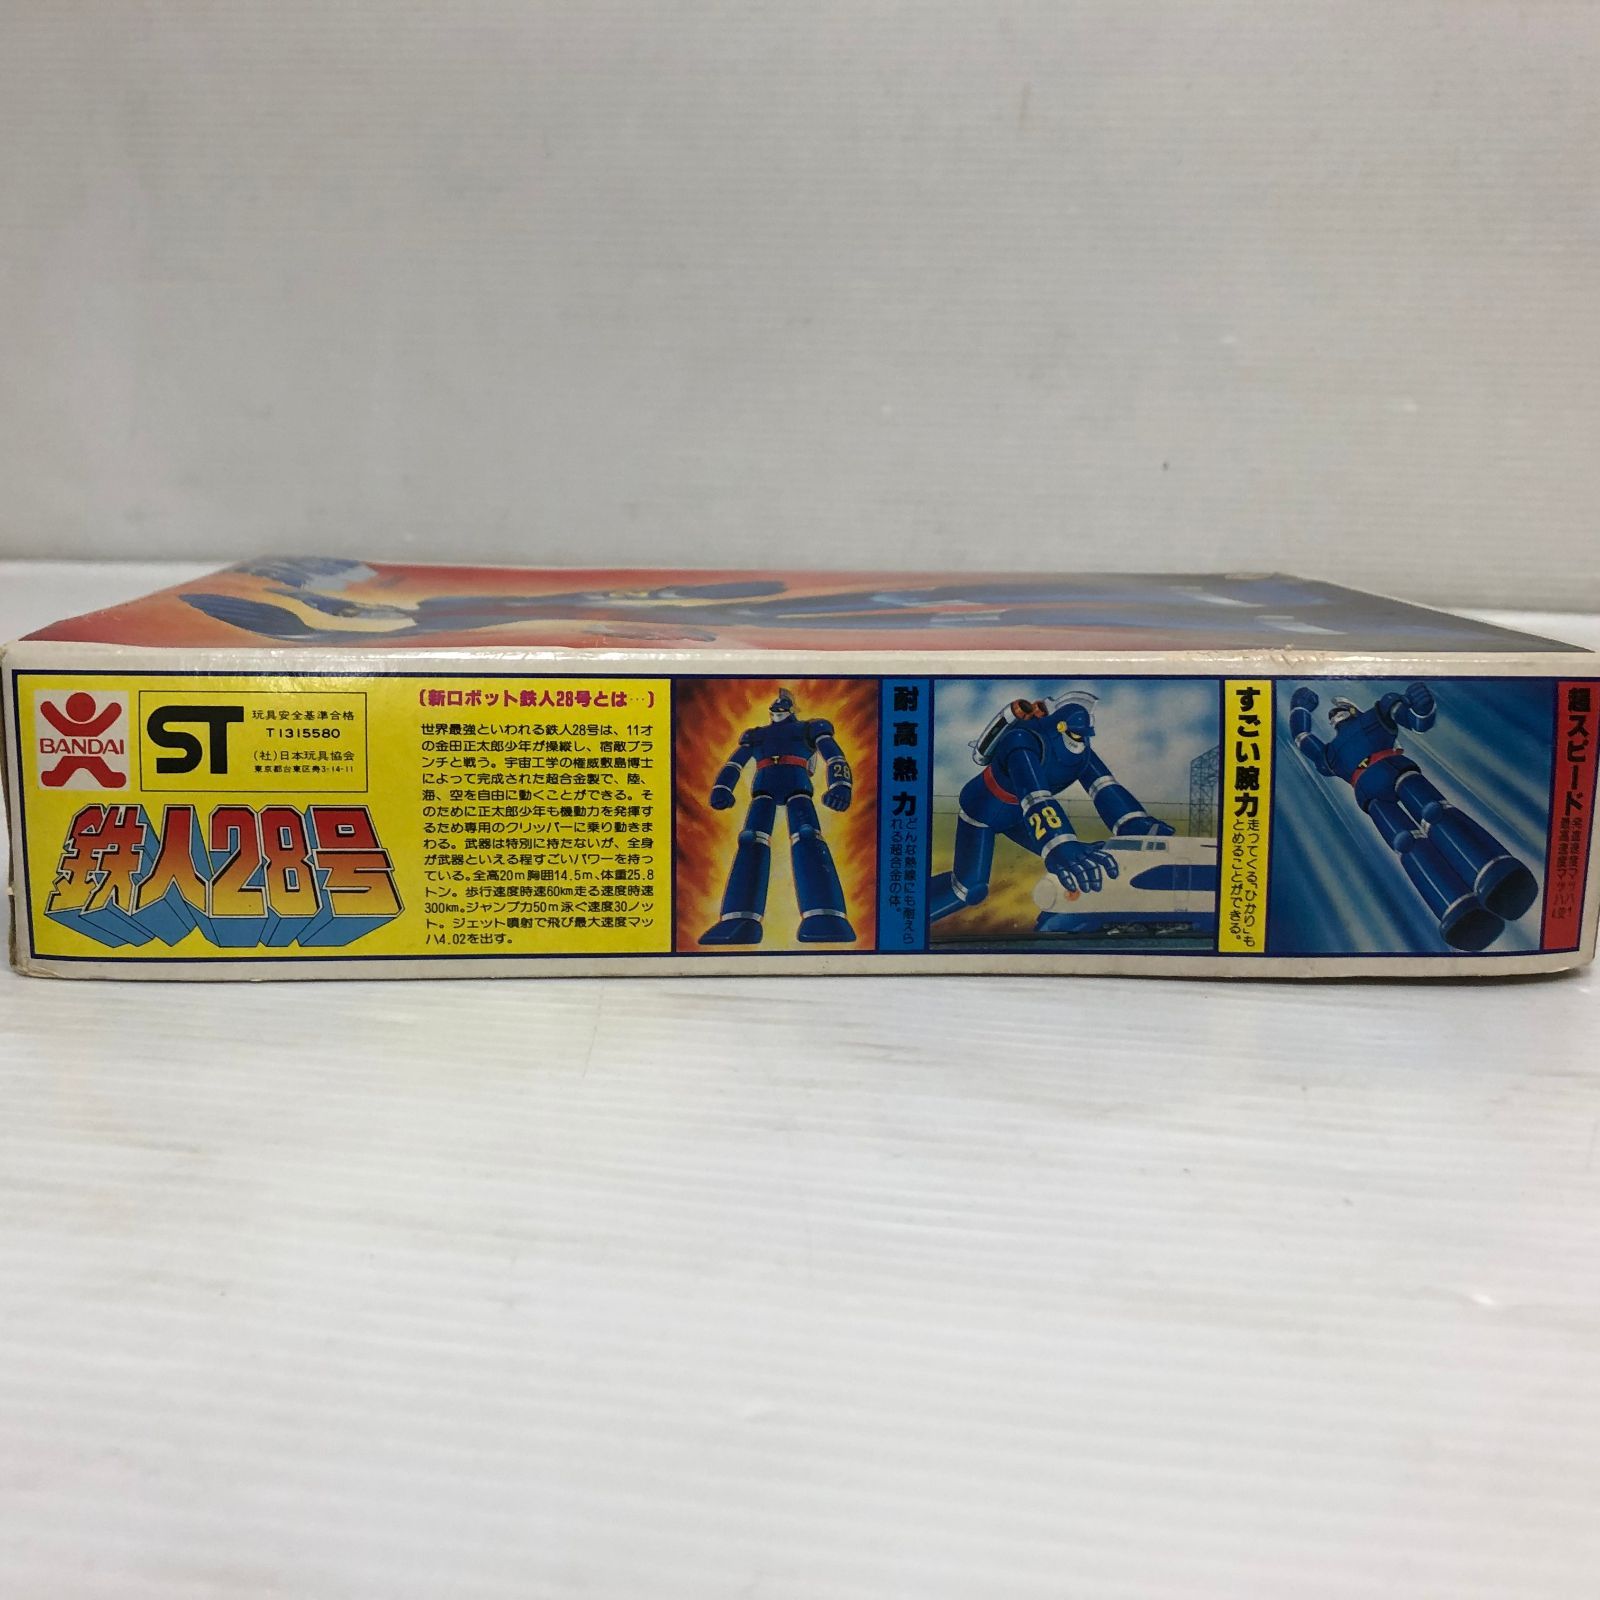 BANDAI
ST
玩具安全基準合格
T1315580
(社)日本玩具協会
東京都台東区寿3-14-11
鉄人28号
〔新ロボット鉄人28号とは…〕
世界最強といわれる鉄人28号は、11才
の金田正太郎少年が操縦し、宿敵ブラ
ンチと戦う。宇宙工学の権威敷島博士
によって完成された超合金製で、陸、
海、空を自由に動くことができる。そ
のために正太郎少年も機動力を発揮す
るため専用のクリッパーに乗り動きま
わる。武器は特別に持たないが、全身
が武器といえる程すごいパワーを持っ
ている。全高20m胸囲14.5m、体重25.8
トン。歩行速度時速60km走る速度時速
300km。ジャンプ力50m泳ぐ速度30ノッ
ト。ジェット噴射で飛び最大速度マッ
ハ4.02を出す。
28
耐高熱力
どんな熱線にも耐えら
れる超合金の体。
28
すごい腕力
走ってくる「ひかり」も
とめることができる。
超スピード